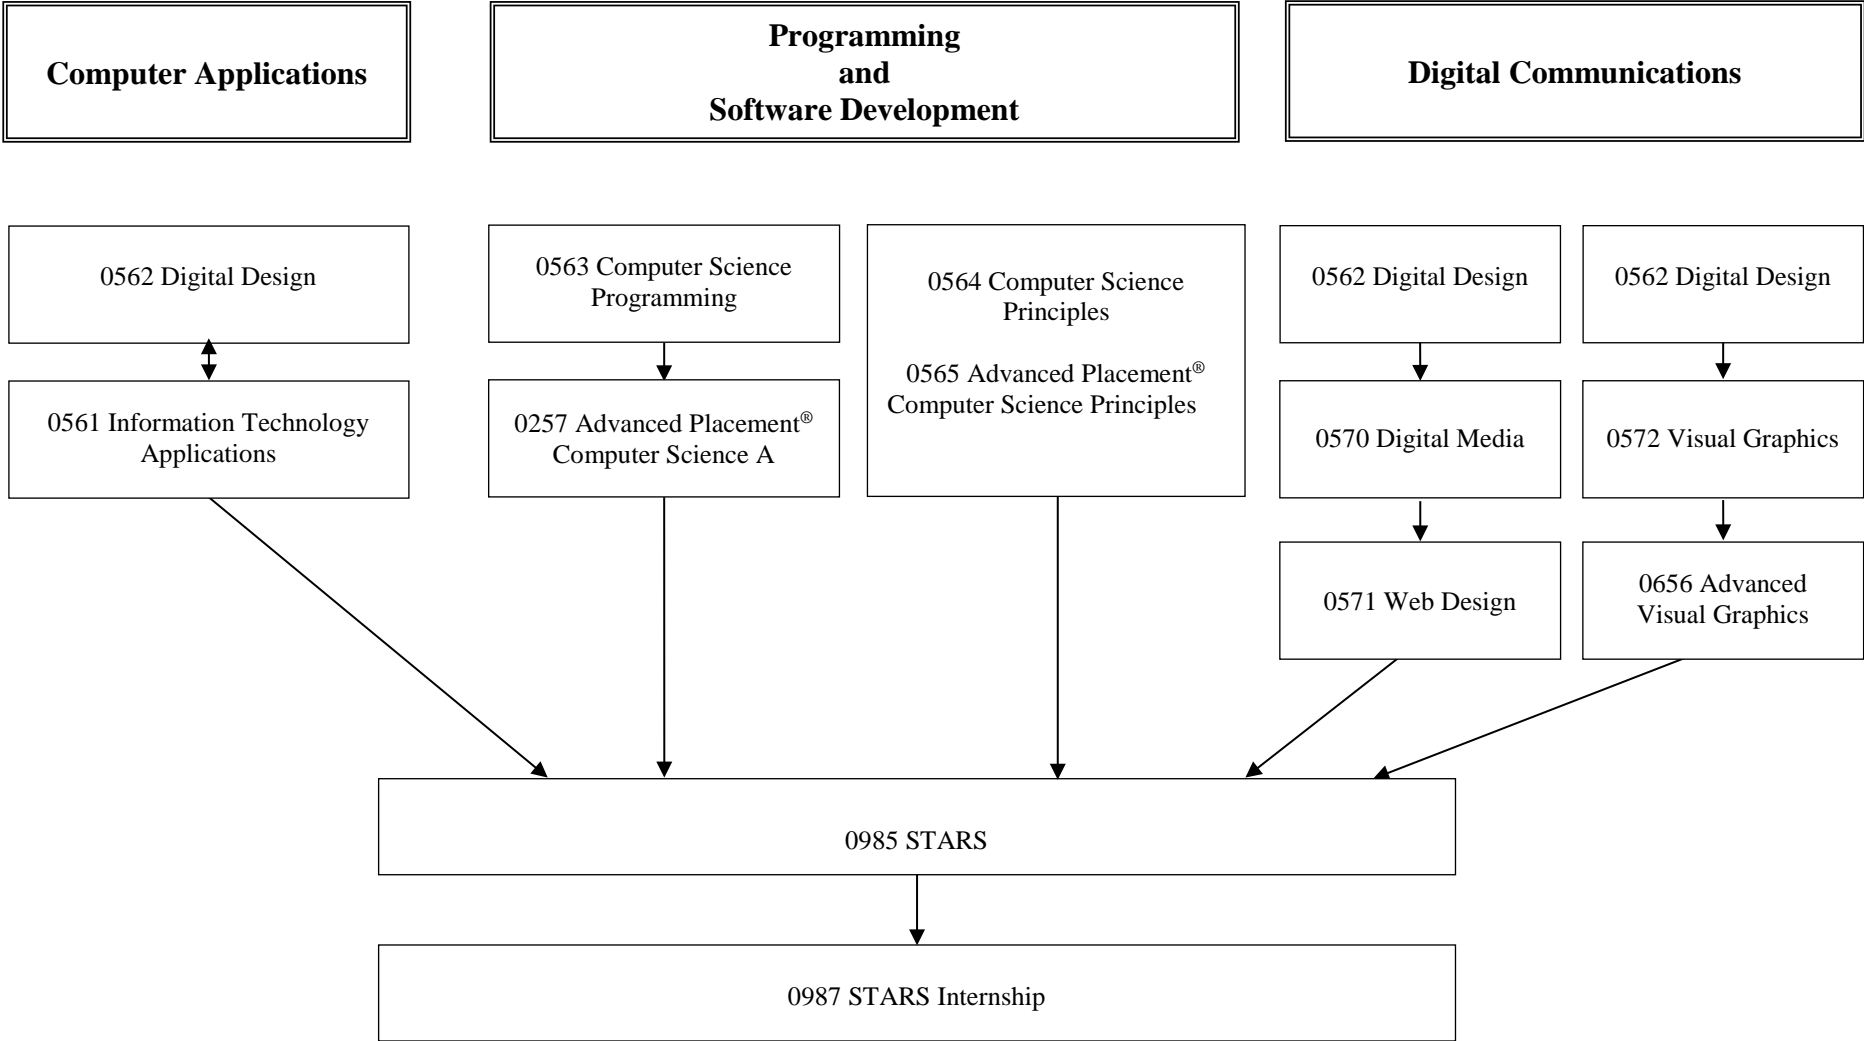 Computer Applications
Programming
and
Software Development
Digital Communications
0562 Digital Design
0563 Computer Science
Programming
0564 Computer Science
Principles
0565 Advanced Placement®
Computer Science Principles
0562 Digital Design
0562 Digital Design
0561 Information Technology
Applications
0257 Advanced Placement®
Computer Science A
0570 Digital Media
0572 Visual Graphics
0571 Web Design
0656 Advanced
Visual Graphics
0985 STARS
0987 STARS Internship